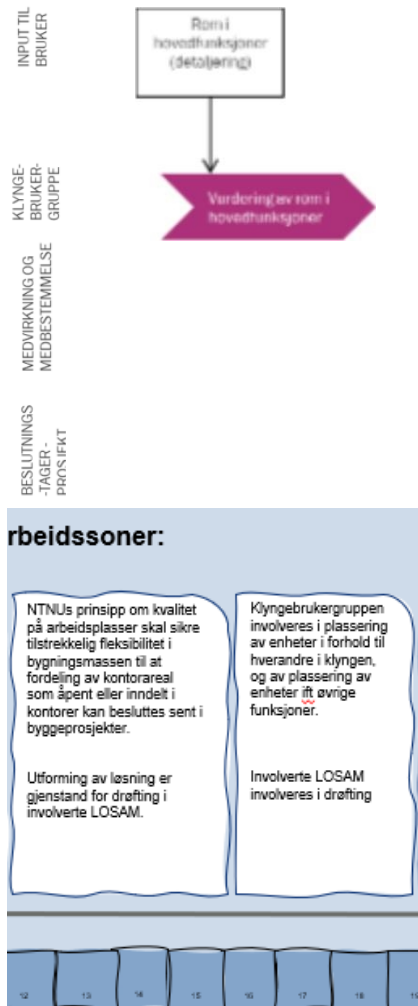 INPUT TIL
BRUKER
Rom i
hovedfunksjoner
(detaljering)
KLYNGE-
BRUKER-
GRUPPE
Vurdering av rom i
hovedfunksjoner
MEDVIRKNING OG
MEDBESTEMMELSE
BESLUTNINGS
-TAGER -
PROSJEKT
rbeidssoner:
NTNUs prinsipp om kvalitet
på arbeidsplasser skal sikre
tilstrekkelig fleksibilitet i
bygningsmassen til at
fordeling av kontorareal
som åpent eller inndelt i
kontorer kan besluttes sent i
byggeprosjekter.
Utforming av løsning er
gjenstand for drøfting i
involverte LOSAM.
Klyngebrukergruppen
involveres i plassering
av enheter i forhold til
hverandre i klyngen,
og av plassering av
enheter ift øvrige
funksjoner.
Involverte LOSAM
involveres i drøfting
12 13 14 15 16 17 18